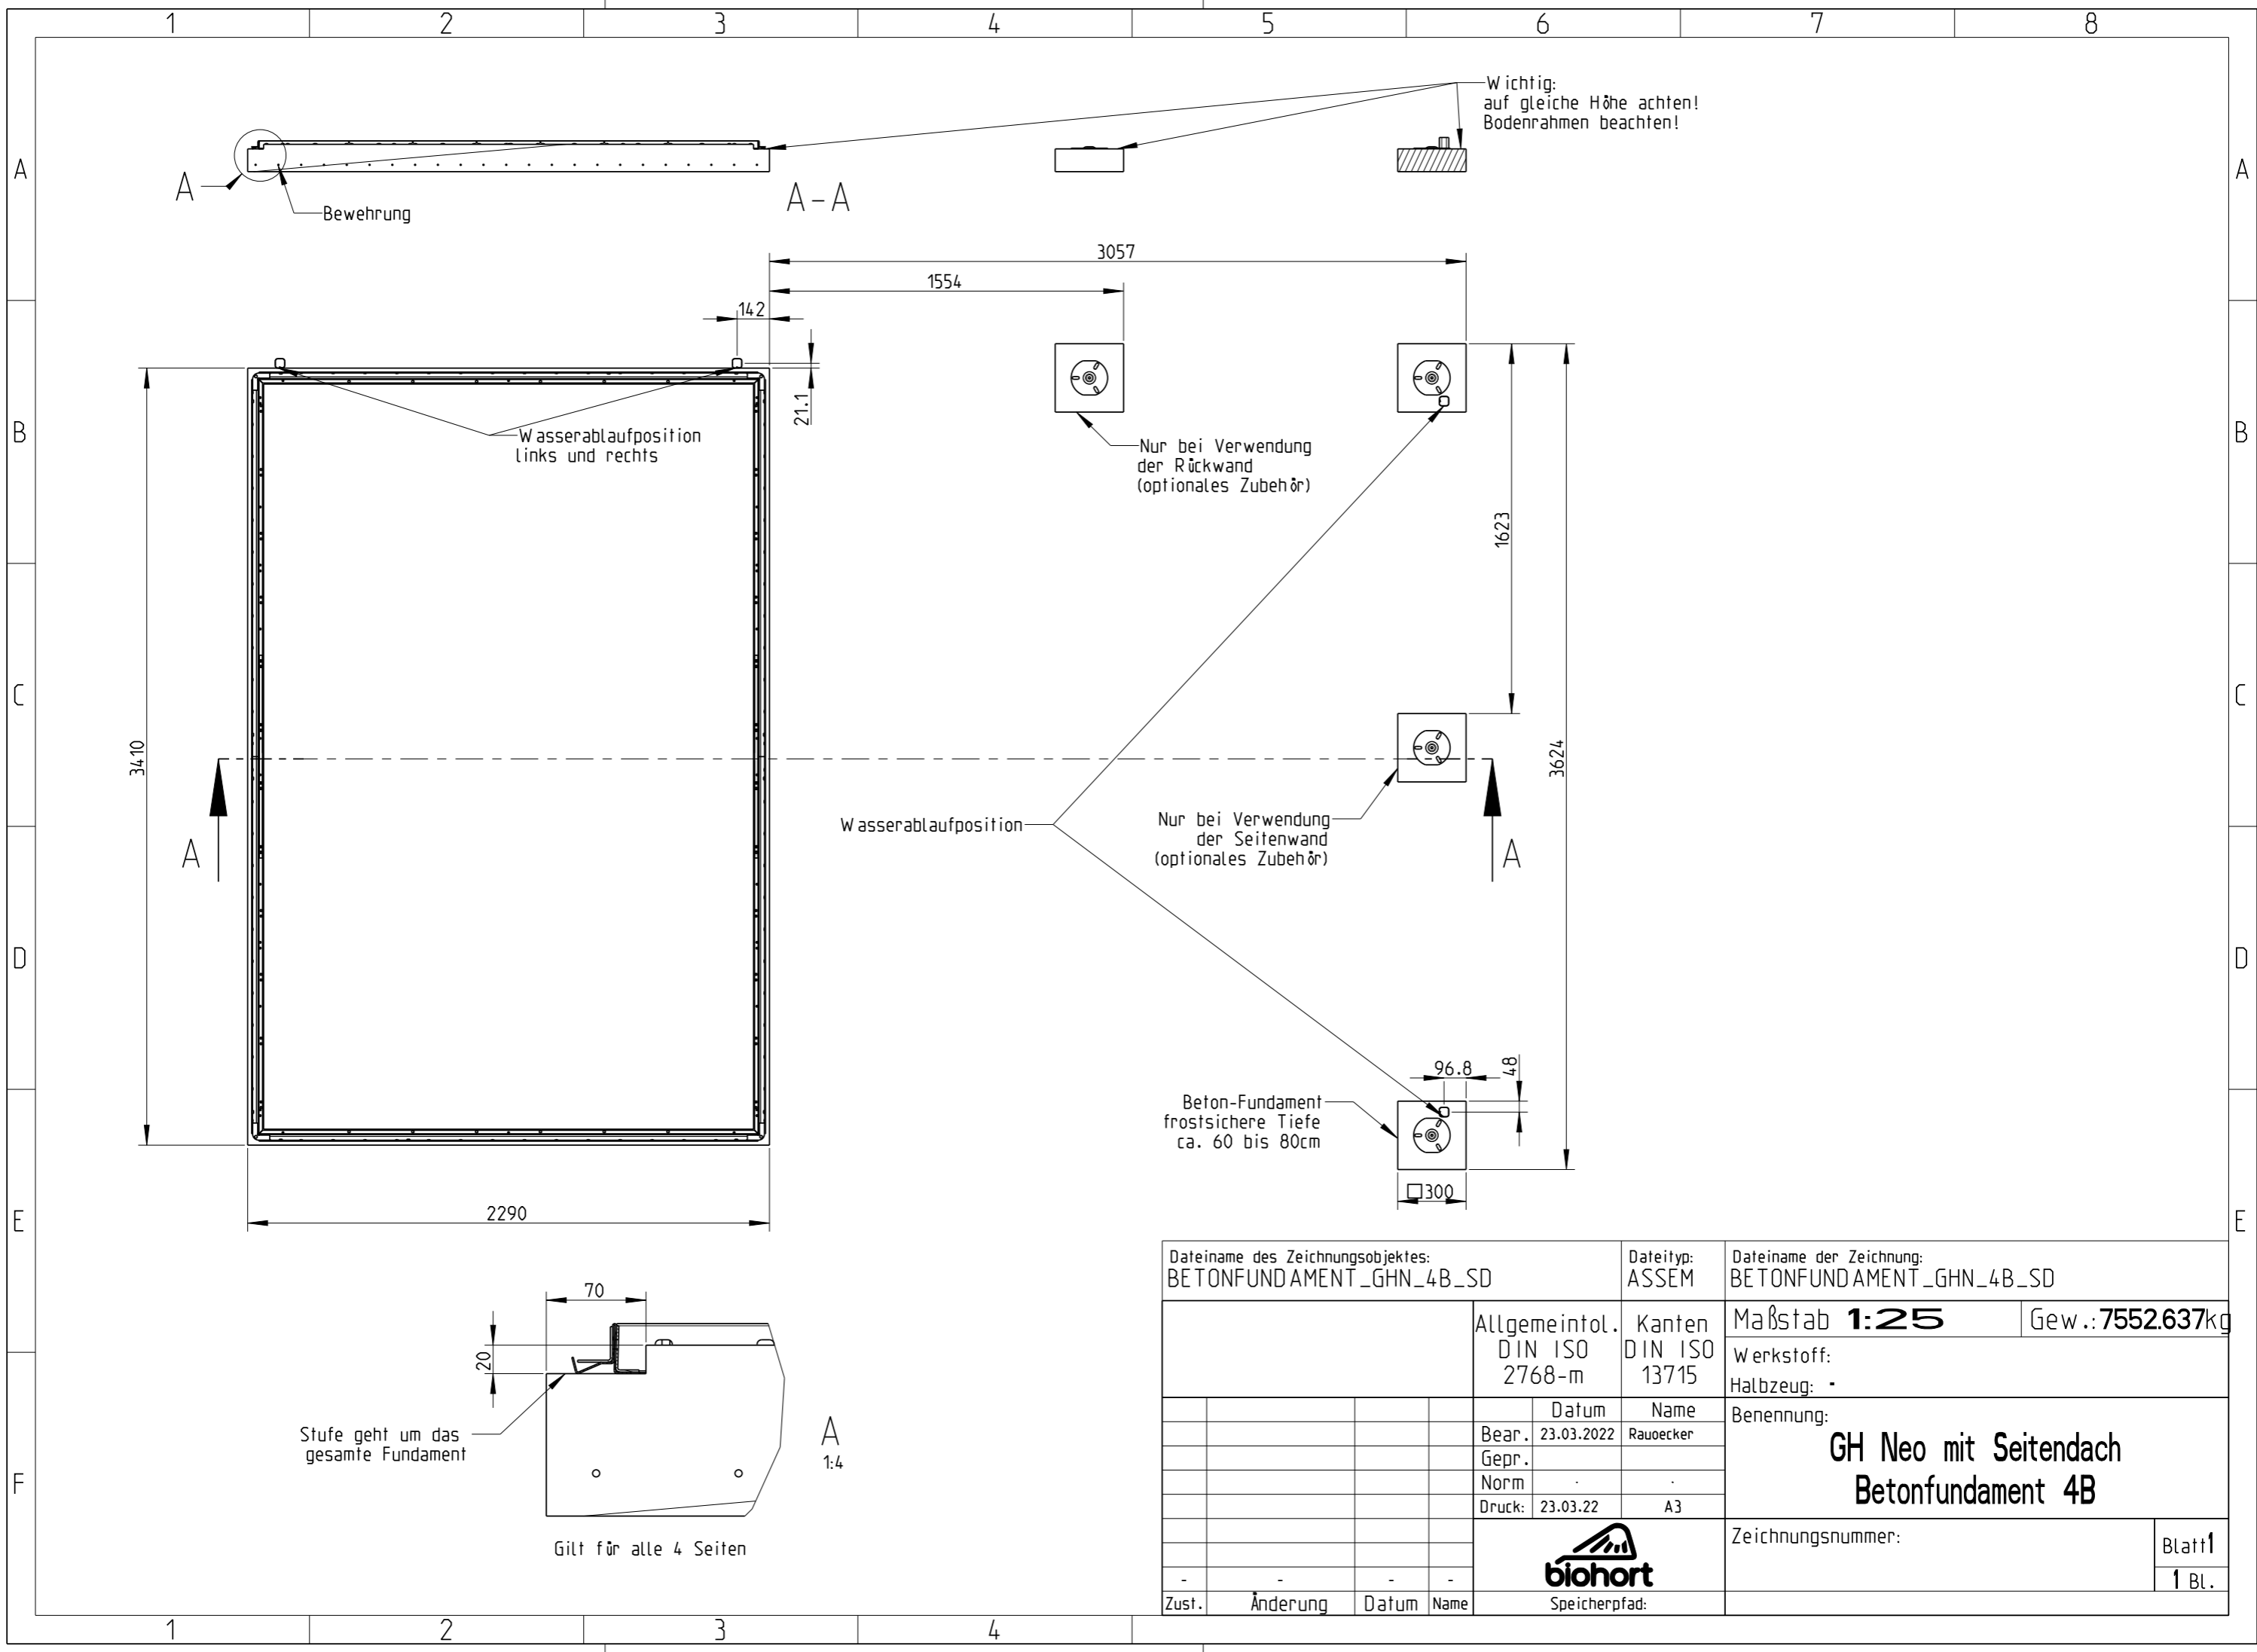 1 2 3 4 5 6 7 8
A
A
Wichtig:
auf gleiche Höhe achten!
Bodenrahmen beachten!
A
Bewehrung
A-A
3057
1554
142
21.1
B
B
Wasserablaufposition
links und rechts
Nur bei Verwendung
der Rückwand
(optionales Zubehör)
1623
C
C
3410
3624
A
Wasserablaufposition
Nur bei Verwendung
der Seitenwand
(optionales Zubehör)
A
D
D
96.8
48
Beton-Fundament
frostsichere Tiefe
ca. 60 bis 80cm
□300
2290
E
E
70
20
Stufe geht um das
gesamte Fundament
A
1:4
Gilt für alle 4 Seiten
F
1 2 3 4
Dateiname des Zeichnungsobjektes:
BETONFUNDAMENT_GHN_4B_SD
Dateityp:
ASSEM
Dateiname der Zeichnung:
BETONFUNDAMENT_GHN_4B_SD
Allgemeintol.
DIN ISO
2768-m
Kanten
DIN ISO
13715
Maßstab 1:25
Gew.:7552.637kg
Werkstoff:
Halbzeug: -
Datum Name
Bear. 23.03.2022 Rauoecker
Gepr.
Norm . .
Druck: 23.03.22 A3
Benennung:
GH Neo mit Seitendach
Betonfundament 4B
biohort
Speicherpfad:
Zeichnungsnummer:
Blatt1
1 Bl.
- - - -
Zust. Änderung Datum Name